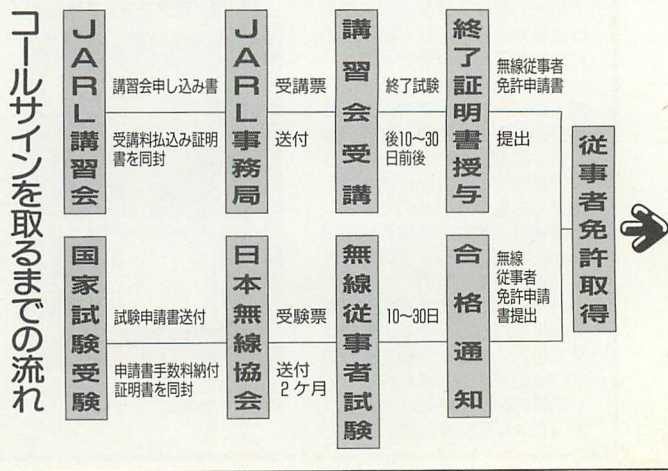 コールサインを取るまでの流れ
JARL講習会
講習会申し込み書
受講料払込み証明
書を同封
JARL事務局
受講票
送付
講習会受講
終了試験
後10〜30
日前後
終了証明書授与
無線従事者
免許申請書
提出
従事者免許取得
国家試験受験
試験申請書送付
申請書手数料納付
証明書を同封
日本無線協会
受験票
送付
2ケ月
無線従事者試験
10〜30日
合格通知
無線
従事者
免許申請
書提出